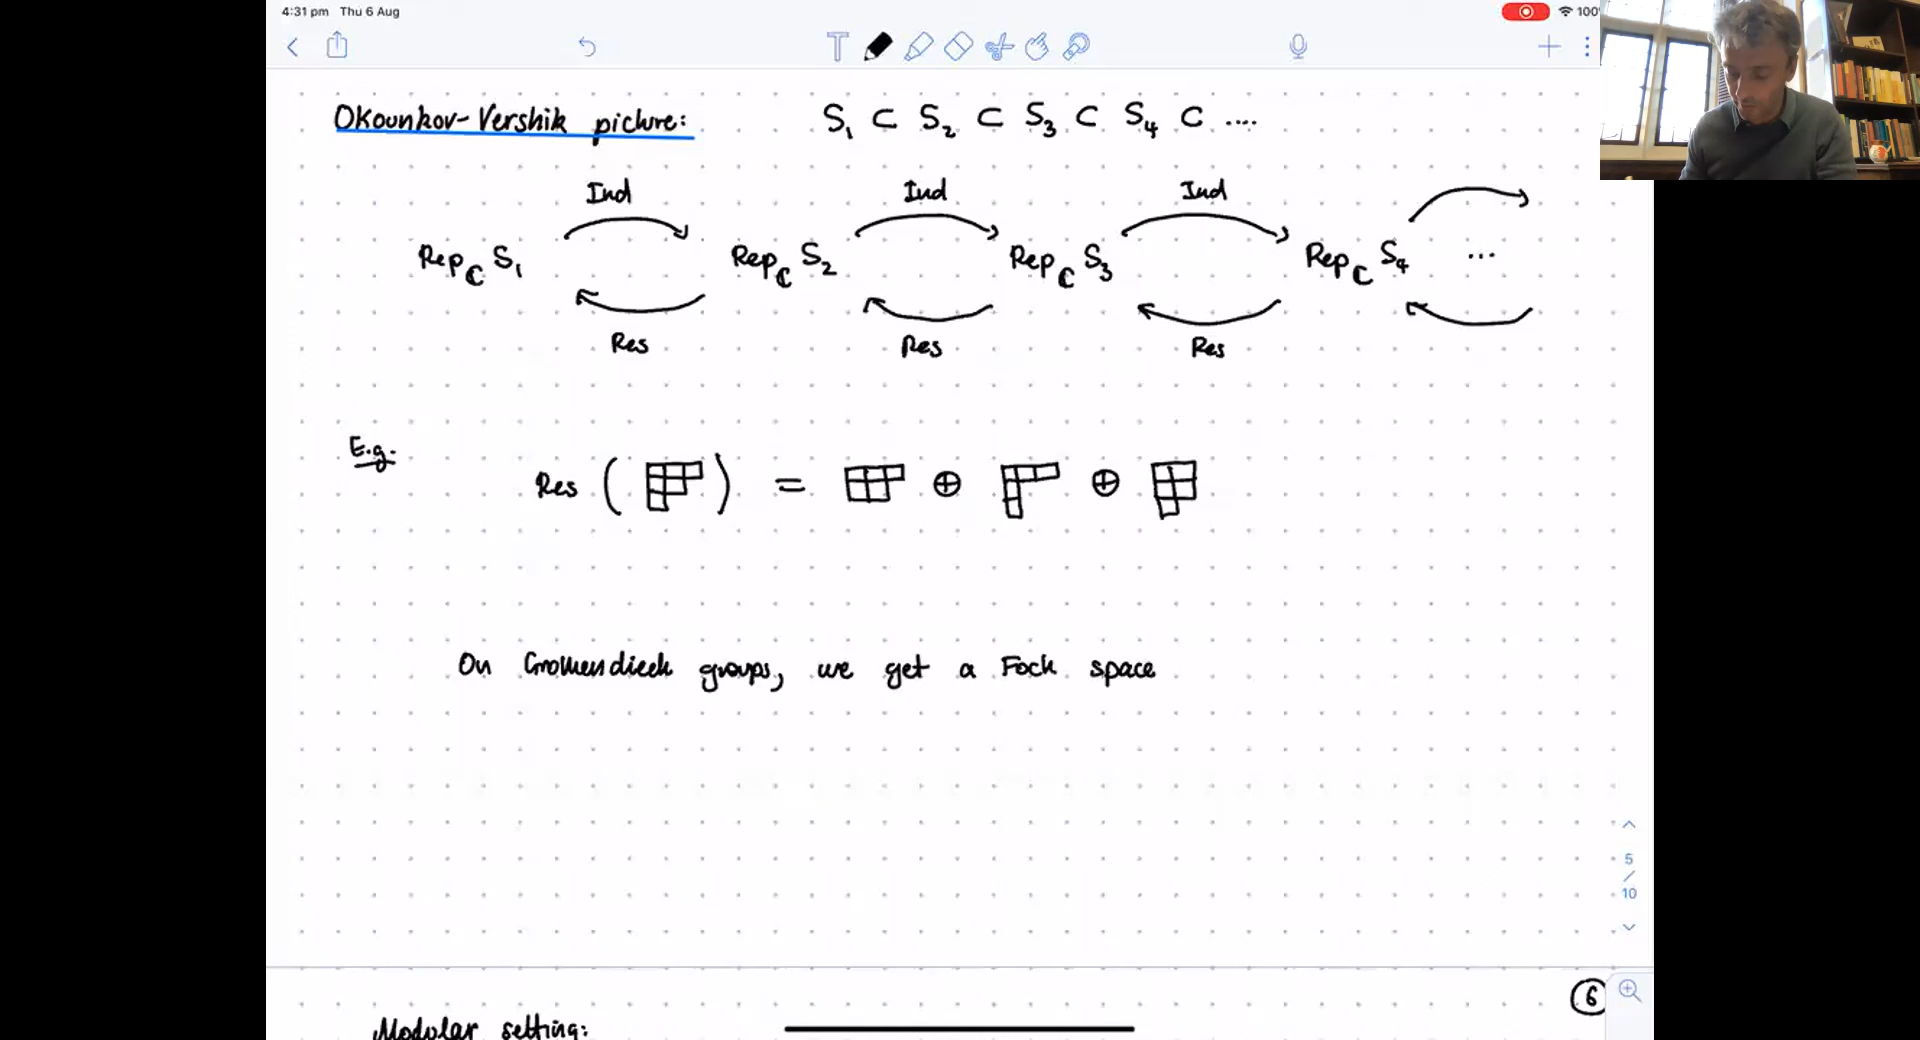 4:31 pm Thu 6 Aug
100
T
Okounkov-Vershik picture: S₁ ⊂ S₂ ⊂ S₃ ⊂ S₄ ⊂ ....
Ind Ind Ind
Rep_ℂ S₁ Rep_ℂ S₂ Rep_ℂ S₃ Rep_ℂ S₄ ...
Res Res Res
E.g.
Res ( ) = ⊕ ⊕
On Grothendieck groups, we get a Fock space
5
/
10
6
Modular setting: